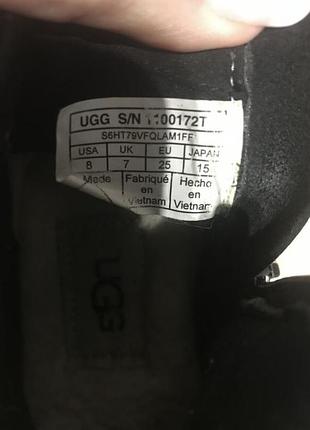 UGG S/N 1100172T
S6HT79VFQLAM1FF
USA UK EU JAPAN
8 7 25 15
Made Fabriqué Hecho
en en
Vietnam Vietnam
UGG